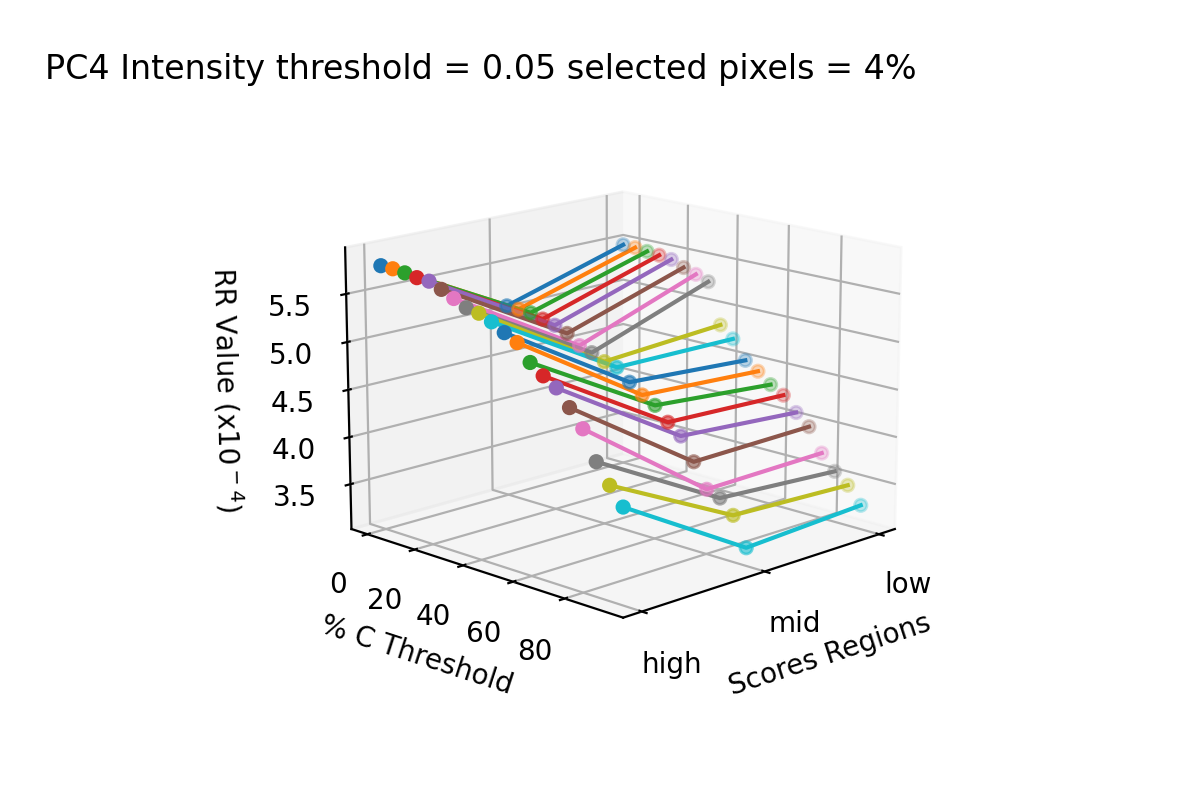 PC4 Intensity threshold = 0.05 selected pixels = 4%
RR Value (x10⁻⁴)
5.5
5.0
4.5
4.0
3.5
0
20
40
60
80
% C Threshold
high
mid
low
Scores Regions